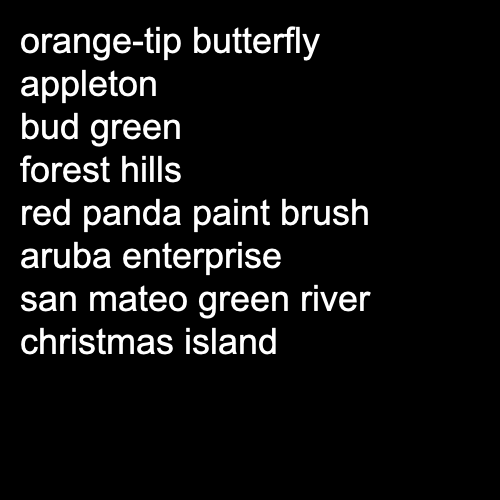 orange-tip butterfly
appleton
bud green
forest hills
red panda paint brush
aruba enterprise
san mateo green river
christmas island